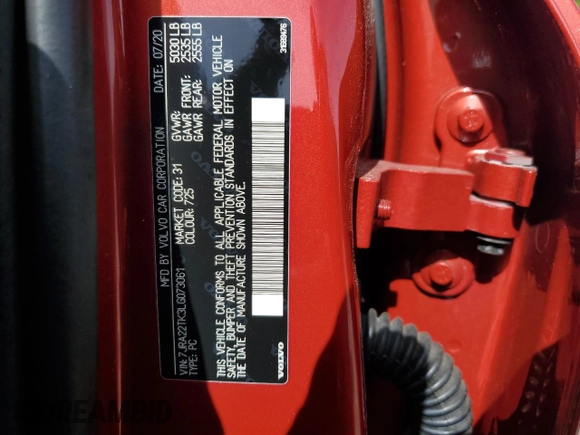 MFD BY VOLVO CAR CORPORATION DATE: 07/20
VIN: 7JRA22TK3LG073061
TYPE: PC
MARKET CODE: 31
COLOUR: 725
GVWR: 5030 LB
GAWR FRONT: 2535 LB
GAWR REAR: 2555 LB
THIS VEHICLE CONFORMS TO ALL APPLICABLE FEDERAL MOTOR VEHICLE
SAFETY, BUMPER AND THEFT PREVENTION STANDARDS IN EFFECT ON
THE DATE OF MANUFACTURE SHOWN ABOVE.
VOLVO
DREAMBID